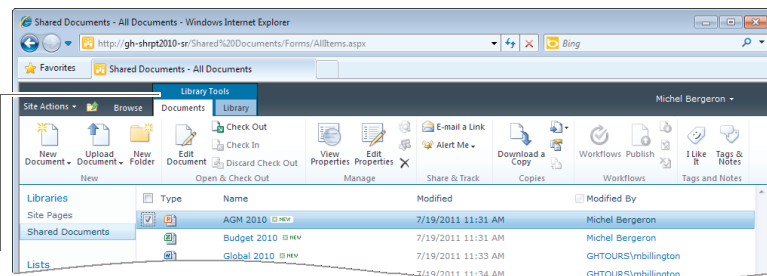 Shared Documents - All Documents - Windows Internet Explorer
http://gh-shrpt2010-sr/Shared%20Documents/Forms/AllItems.aspx
Bing
Favorites
Shared Documents - All Documents
Library Tools
Site Actions
Browse
Documents
Library
Michel Bergeron
New Document
Upload Document
New Folder
New
Edit Document
Check Out
Check In
Discard Check Out
Open & Check Out
View Properties
Edit Properties
Manage
E-mail a Link
Alert Me
Share & Track
Download a Copy
Copies
Workflows
Publish
Workflows
I Like It
Tags & Notes
Tags and Notes
Libraries
Site Pages
Shared Documents
Lists
Type Name Modified Modified By
AGM 2010 NEW 7/19/2011 11:31 AM Michel Bergeron
Budget 2010 NEW 7/19/2011 11:31 AM Michel Bergeron
Global 2010 NEW 7/19/2011 11:33 AM GHTOURS\mbillington
7/19/2011 11:34 AM GHTOURS\mbillington